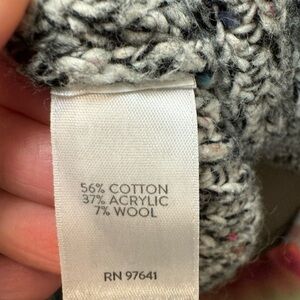 56% COTTON
37% ACRYLIC
7% WOOL
RN 97641